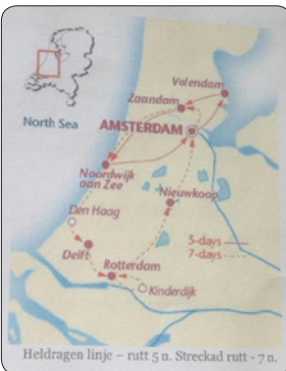 Volendam
Zaandam
North Sea
AMSTERDAM
Noordwijk
aan Zee
Nieuwkoop
Den Haag
5-days
7-days
Delft
Rotterdam
Kinderdijk
Heldragen linje – rutt 5 n. Streckad rutt - 7 n.